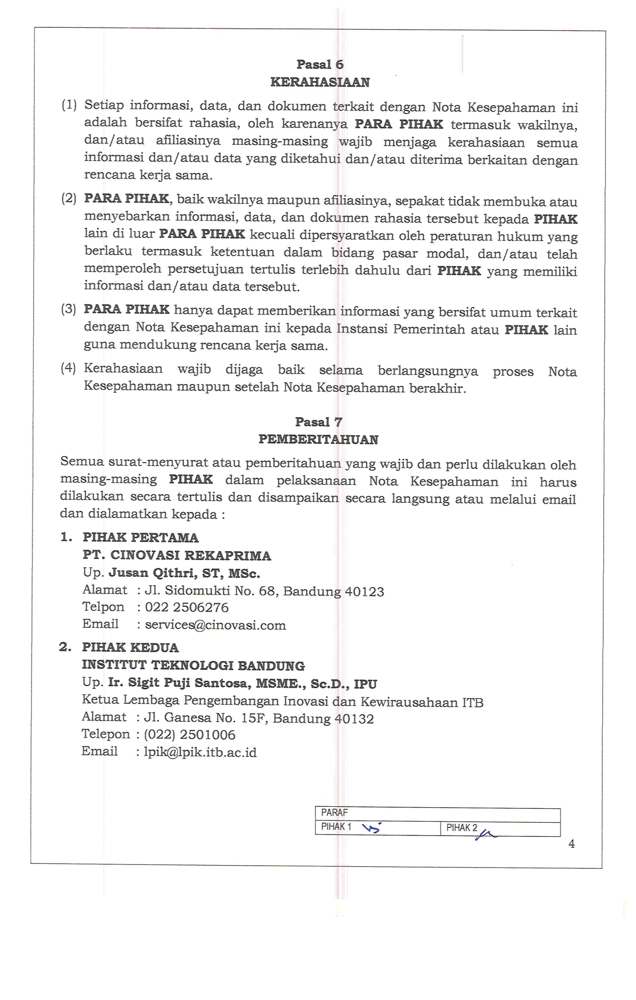 Pasal 6
KERAHASIAAN
(1) Setiap informasi, data, dan dokumen terkait dengan Nota Kesepahaman ini
adalah bersifat rahasia, oleh karenanya PARA PIHAK termasuk wakilnya,
dan/atau afiliasinya masing-masing wajib menjaga kerahasiaan semua
informasi dan/atau data yang diketahui dan/atau diterima berkaitan dengan
rencana kerja sama.
(2) PARA PIHAK, baik wakilnya maupun afiliasinya, sepakat tidak membuka atau
menyebarkan informasi, data, dan dokumen rahasia tersebut kepada PIHAK
lain di luar PARA PIHAK kecuali dipersyaratkan oleh peraturan hukum yang
berlaku termasuk ketentuan dalam bidang pasar modal, dan/atau telah
memperoleh persetujuan tertulis terlebih dahulu dari PIHAK yang memiliki
informasi dan/atau data tersebut.
(3) PARA PIHAK hanya dapat memberikan informasi yang bersifat umum terkait
dengan Nota Kesepahaman ini kepada Instansi Pemerintah atau PIHAK lain
guna mendukung rencana kerja sama.
(4) Kerahasiaan wajib dijaga baik selama berlangsungnya proses Nota
Kesepahaman maupun setelah Nota Kesepahaman berakhir.
Pasal 7
PEMBERITAHUAN
Semua surat-menyurat atau pemberitahuan yang wajib dan perlu dilakukan oleh
masing-masing PIHAK dalam pelaksanaan Nota Kesepahaman ini harus
dilakukan secara tertulis dan disampaikan secara langsung atau melalui email
dan dialamatkan kepada :
1. PIHAK PERTAMA
PT. CINOVASI REKAPRIMA
Up. Jusan Qithri, ST, MSc.
Alamat : Jl. Sidomukti No. 68, Bandung 40123
Telpon : 022 2506276
Email : services@cinovasi.com
2. PIHAK KEDUA
INSTITUT TEKNOLOGI BANDUNG
Up. Ir. Sigit Puji Santosa, MSME., Sc.D., IPU
Ketua Lembaga Pengembangan Inovasi dan Kewirausahaan ITB
Alamat : Jl. Ganesa No. 15F, Bandung 40132
Telepon : (022) 2501006
Email : lpik@lpik.itb.ac.id
PARAF
PIHAK 1 PIHAK 2
4